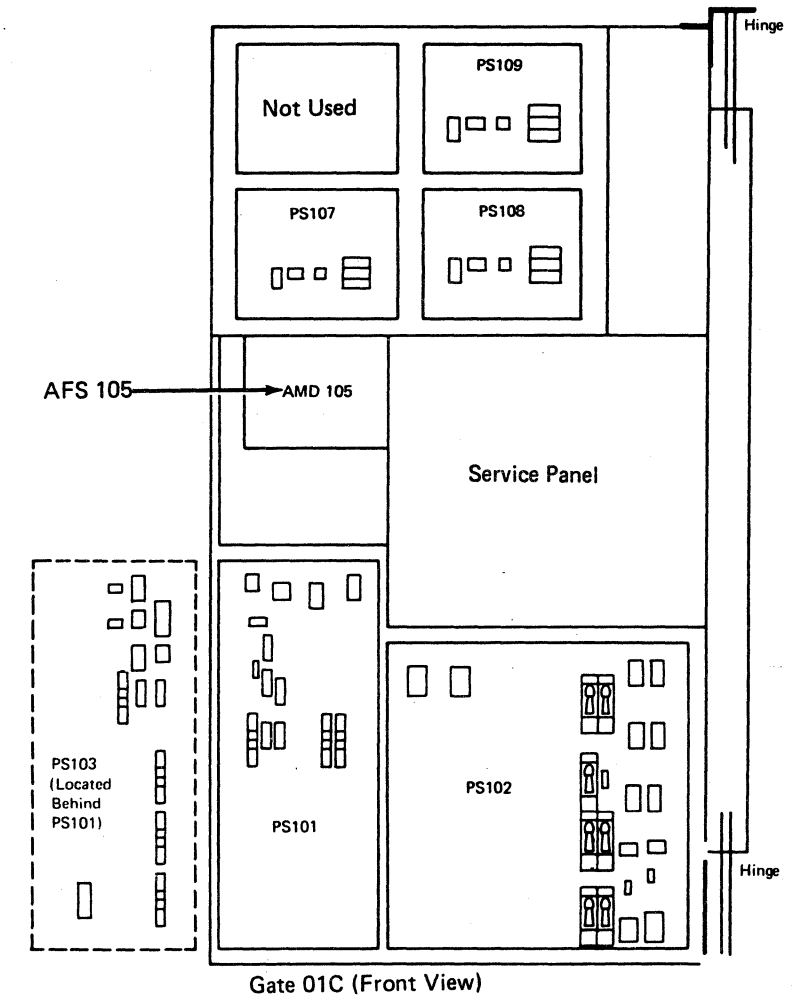 Hinge
PS109
Not Used
PS107
PS108
AFS 105
AMD 105
Service Panel
PS103
(Located
Behind
PS101)
PS101
PS102
Hinge
Gate 01C (Front View)